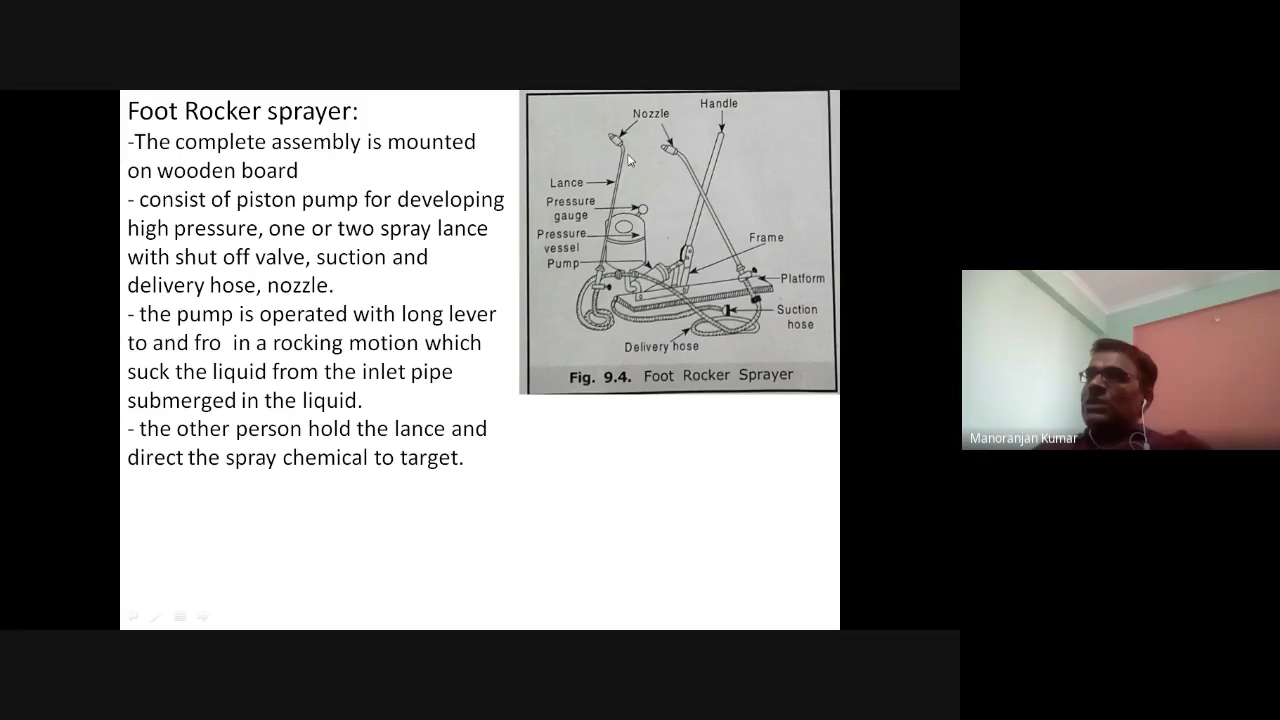 Foot Rocker sprayer:
-The complete assembly is mounted
on wooden board
- consist of piston pump for developing
high pressure, one or two spray lance
with shut off valve, suction and
delivery hose, nozzle.
- the pump is operated with long lever
to and fro in a rocking motion which
suck the liquid from the inlet pipe
submerged in the liquid.
- the other person hold the lance and
direct the spray chemical to target.
Handle
Nozzle
Lance
Pressure
gauge
Pressure
vessel
Pump
Frame
Platform
Suction
hose
Delivery hose
Fig. 9.4. Foot Rocker Sprayer
Manoranjan Kumar